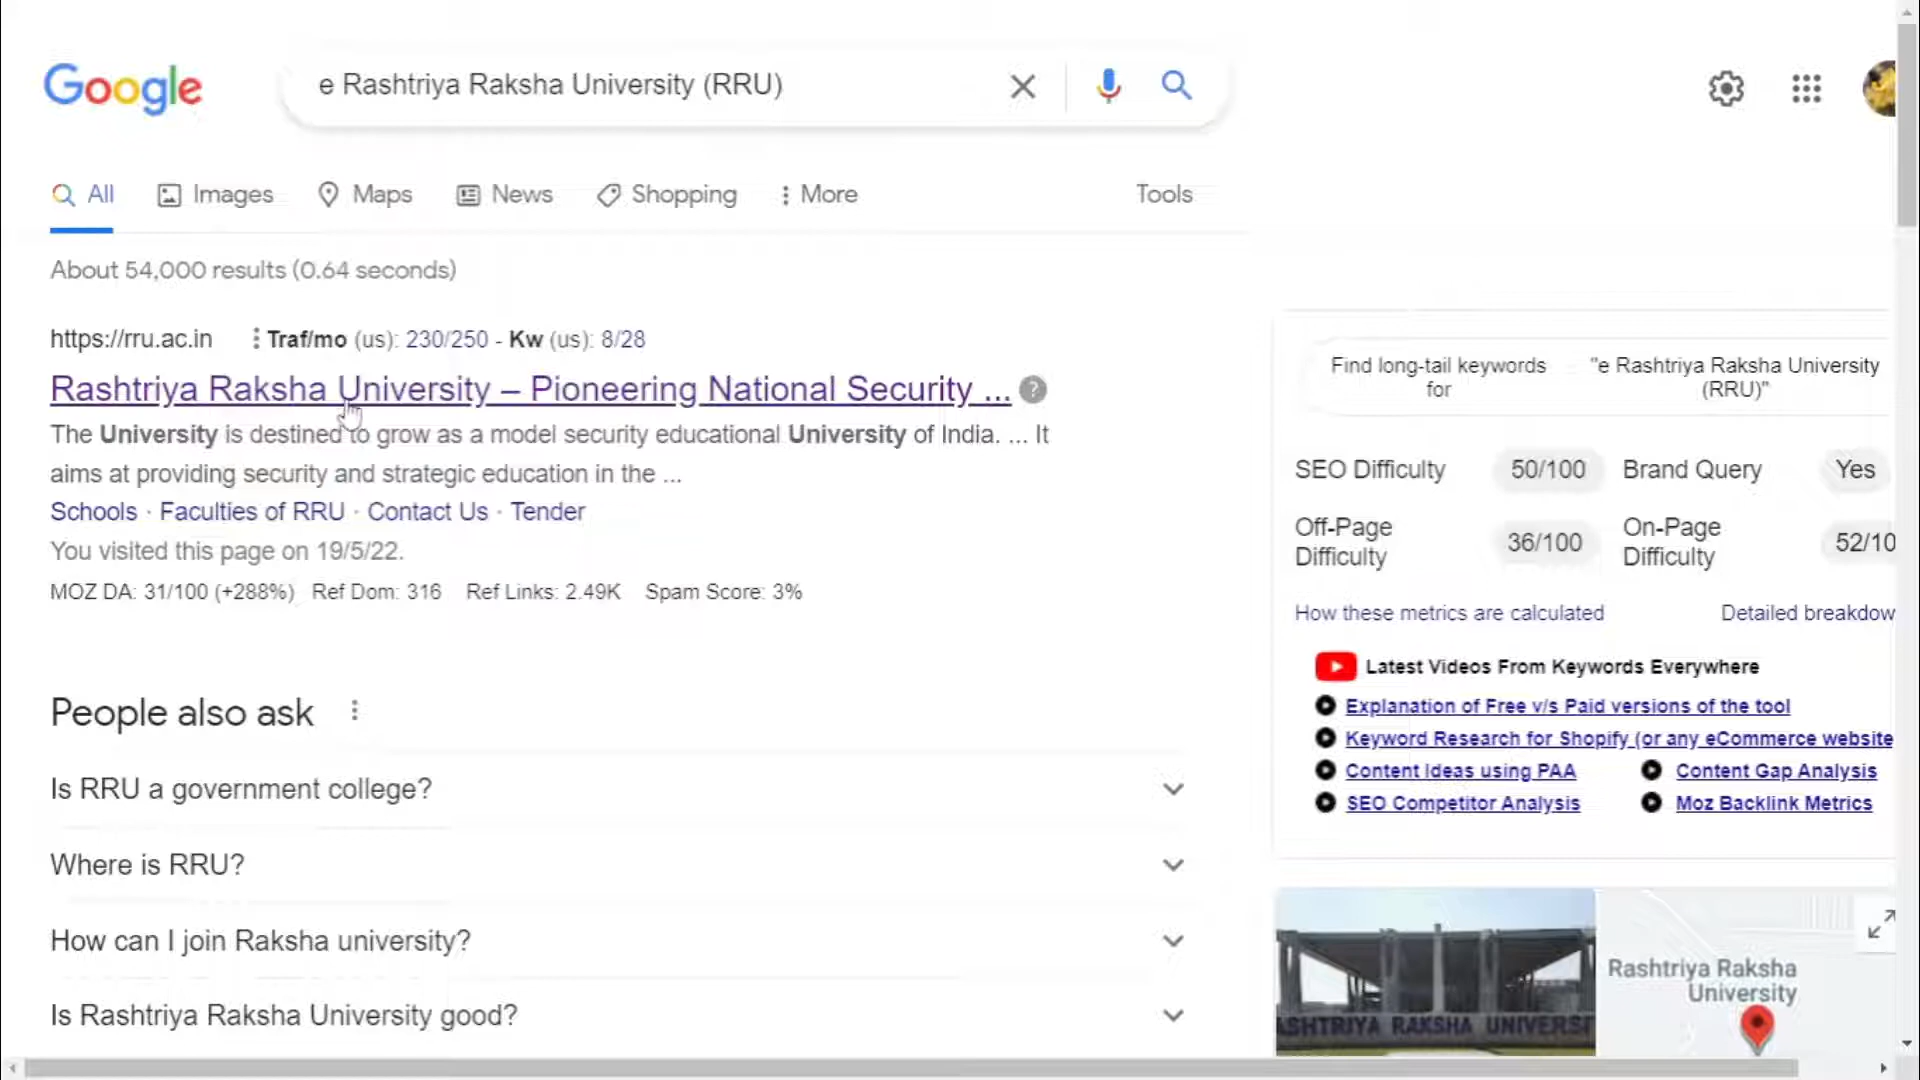 Google
e Rashtriya Raksha University (RRU)
All Images Maps News Shopping More Tools
About 54,000 results (0.64 seconds)
https://rru.ac.in Traf/mo (us): 230/250 - Kw (us): 8/28
Rashtriya Raksha University – Pioneering National Security ...
The University is destined to grow as a model security educational University of India. ... It
aims at providing security and strategic education in the ...
Schools · Faculties of RRU · Contact Us · Tender
You visited this page on 19/5/22.
MOZ DA: 31/100 (+288%) Ref Dom: 316 Ref Links: 2.49K Spam Score: 3%
People also ask
Is RRU a government college?
Where is RRU?
How can I join Raksha university?
Is Rashtriya Raksha University good?
Find long-tail keywords "e Rashtriya Raksha University
for (RRU)"
SEO Difficulty 50/100 Brand Query Yes
Off-Page Difficulty 36/100 On-Page Difficulty 52/10
How these metrics are calculated Detailed breakdow
Latest Videos From Keywords Everywhere
Explanation of Free v/s Paid versions of the tool
Keyword Research for Shopify (or any eCommerce website
Content Ideas using PAA Content Gap Analysis
SEO Competitor Analysis Moz Backlink Metrics
ASHTRIYA RAKSHA UNIVERSI
Rashtriya Raksha
University